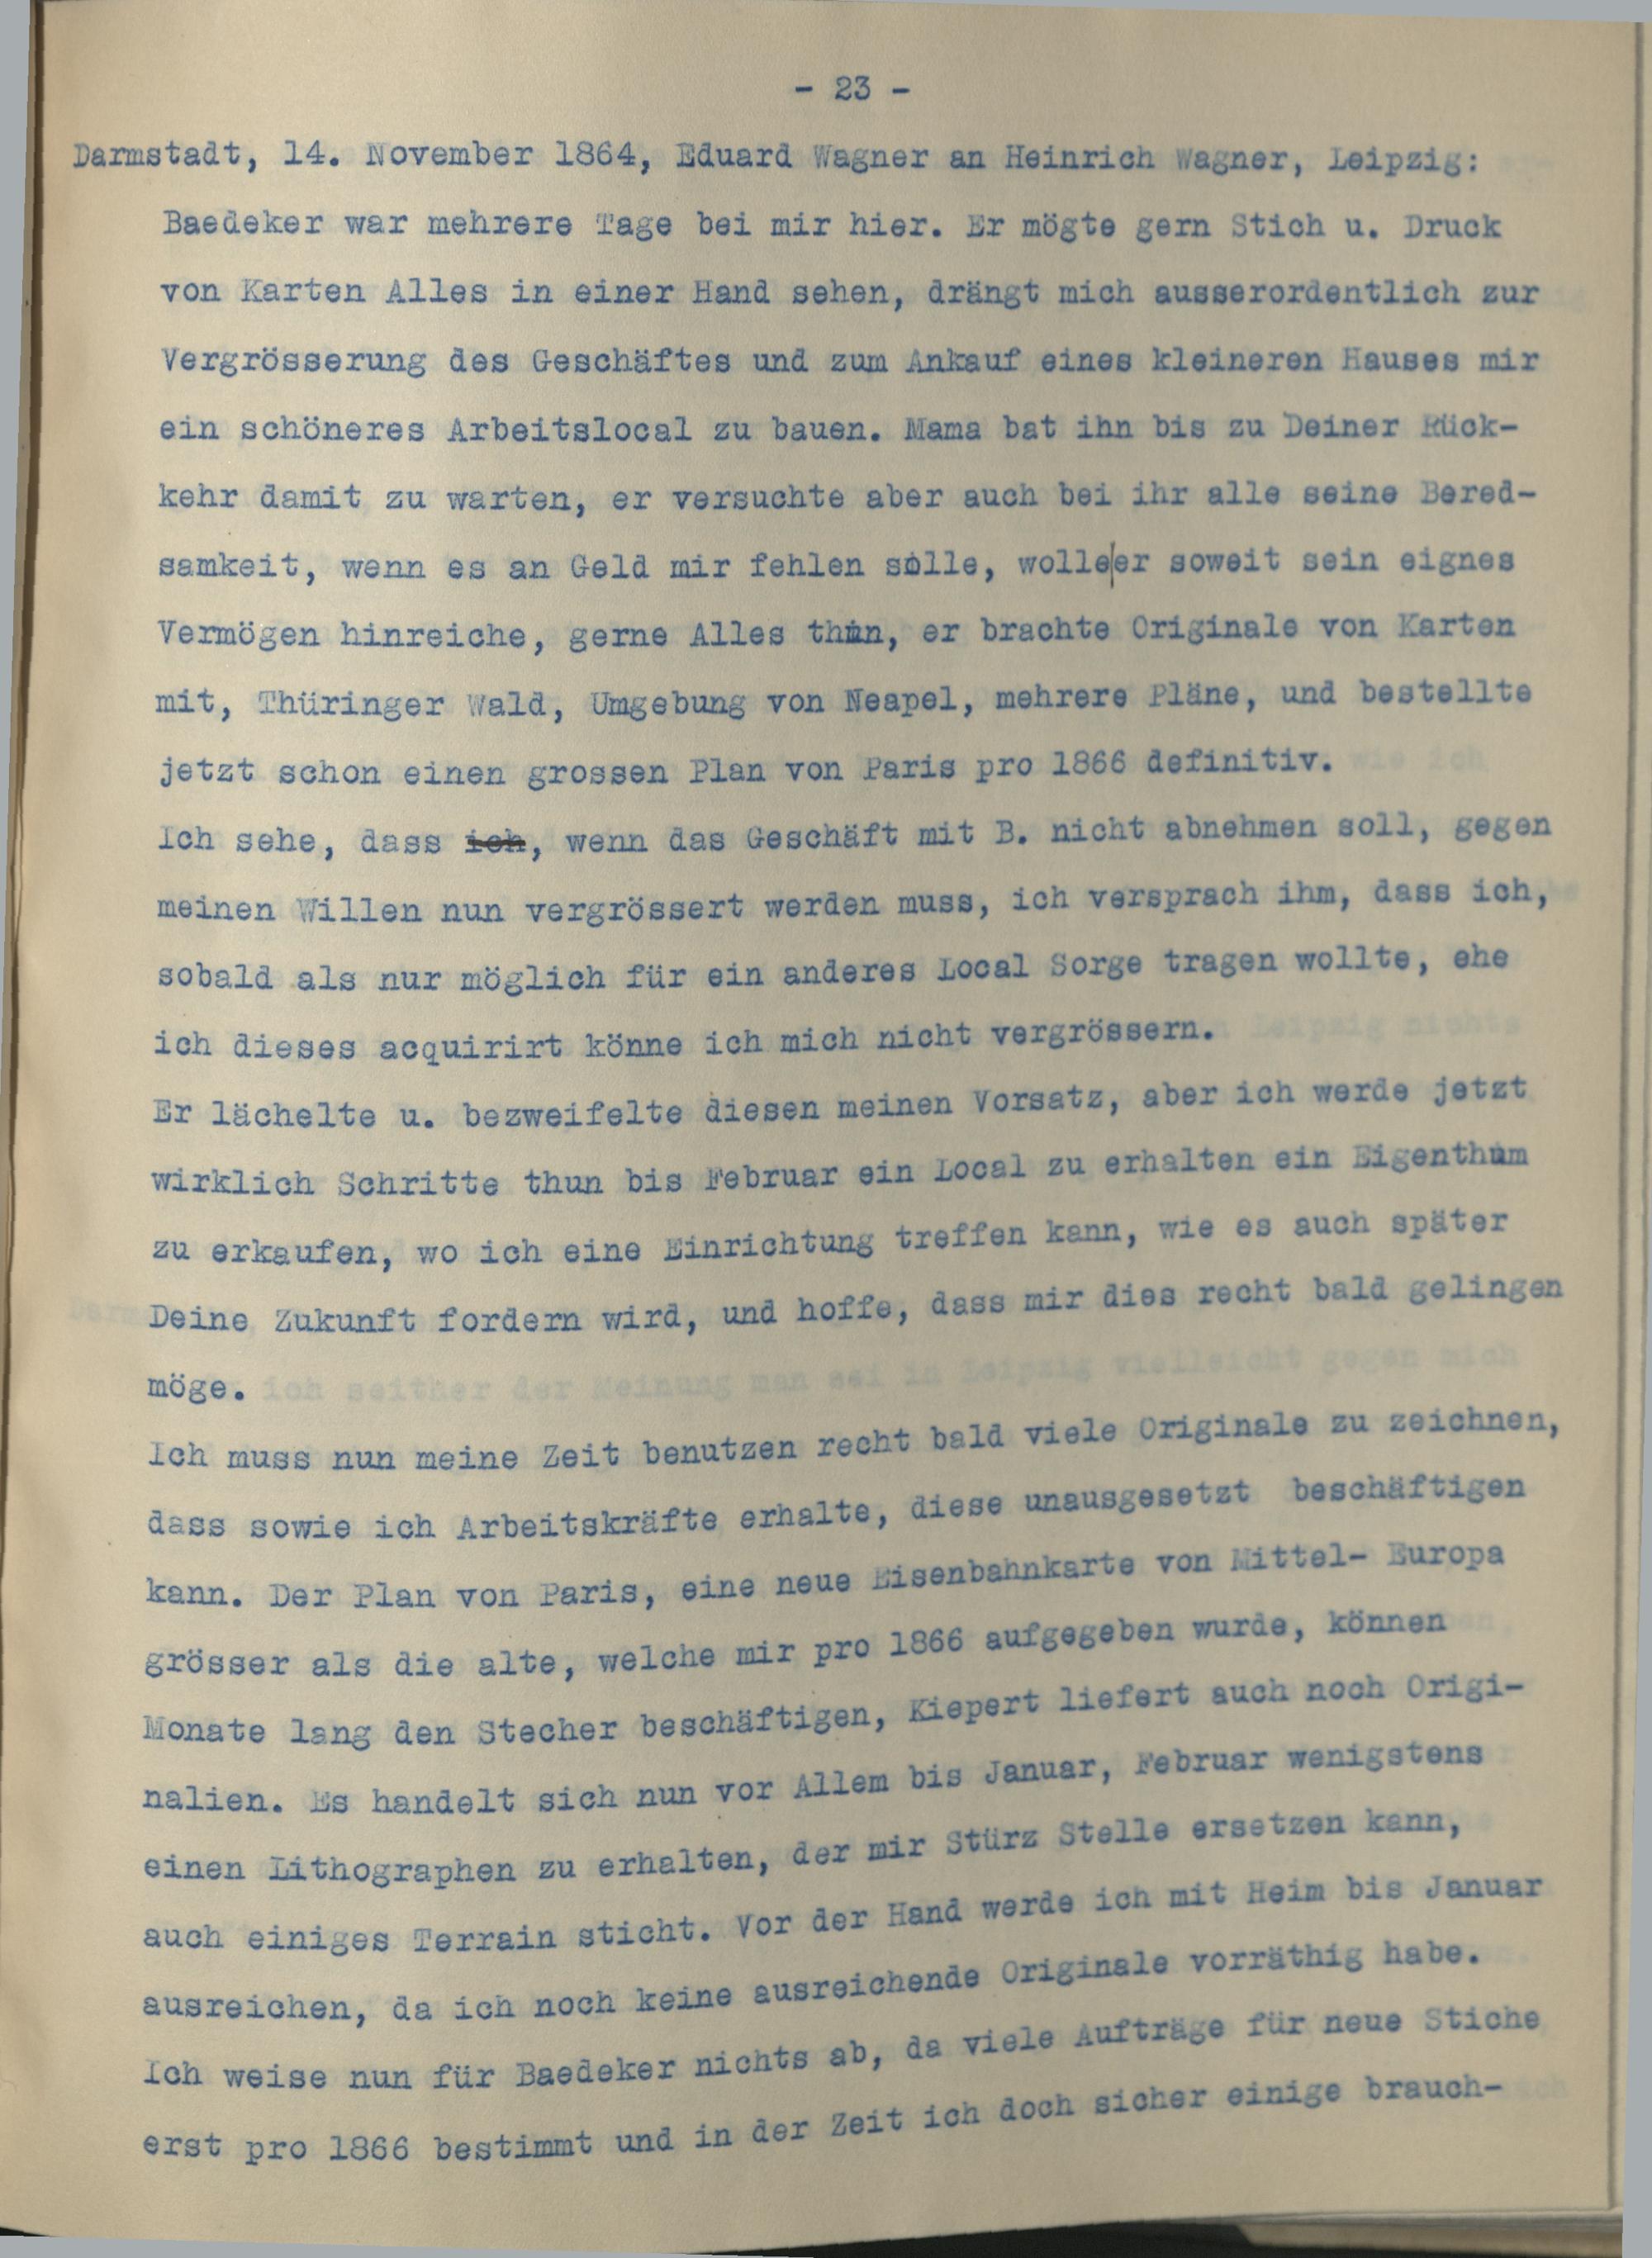 - 23 -
Darmstadt, 14. November 1864, Eduard Wagner an Heinrich Wagner, Leipzig:
Baedeker war mehrere Tage bei mir hier. Er mögte gern Stich u. Druck
von Karten Alles in einer Hand sehen, drängt mich ausserordentlich zur
Vergrösserung des Geschäftes und zum Ankauf eines kleineren Hauses mir
ein schöneres Arbeitslocal zu bauen. Mama bat ihn bis zu Deiner Rück-
kehr damit zu warten, er versuchte aber auch bei ihr alle seine Bered-
samkeit, wenn es an Geld mir fehlen solle, wolle|er soweit sein eignes
Vermögen hinreiche, gerne Alles thun, er brachte Originale von Karten
mit, Thüringer Wald, Umgebung von Neapel, mehrere Pläne, und bestellte
jetzt schon einen grossen Plan von Paris pro 1866 definitiv.
Ich sehe, dass ich, wenn das Geschäft mit B. nicht abnehmen soll, gegen
meinen Willen nun vergrössert werden muss, ich versprach ihm, dass ich,
sobald als nur möglich für ein anderes Local Sorge tragen wollte, ehe
ich dieses acquirirt könne ich mich nicht vergrössern.
Er lächelte u. bezweifelte diesen meinen Vorsatz, aber ich werde jetzt
wirklich Schritte thun bis Februar ein Local zu erhalten ein Eigenthum
zu erkaufen, wo ich eine Einrichtung treffen kann, wie es auch später
Deine Zukunft fordern wird, und hoffe, dass mir dies recht bald gelingen
möge.
Ich muss nun meine Zeit benutzen recht bald viele Originale zu zeichnen,
dass sowie ich Arbeitskräfte erhalte, diese unausgesetzt beschäftigen
kann. Der Plan von Paris, eine neue Eisenbahnkarte von Mittel- Europa
grösser als die alte, welche mir pro 1866 aufgegeben wurde, können
Monate lang den Stecher beschäftigen, Kiepert liefert auch noch Origi-
nalien. Es handelt sich nun vor Allem bis Januar, Februar wenigstens
einen Lithographen zu erhalten, der mir Stürz Stelle ersetzen kann,
auch einiges Terrain sticht. Vor der Hand werde ich mit Heim bis Januar
ausreichen, da ich noch keine ausreichende Originale vorräthig habe.
Ich weise nun für Baedeker nichts ab, da viele Aufträge für neue Stiche
erst pro 1866 bestimmt und in der Zeit ich doch sicher einige brauch-